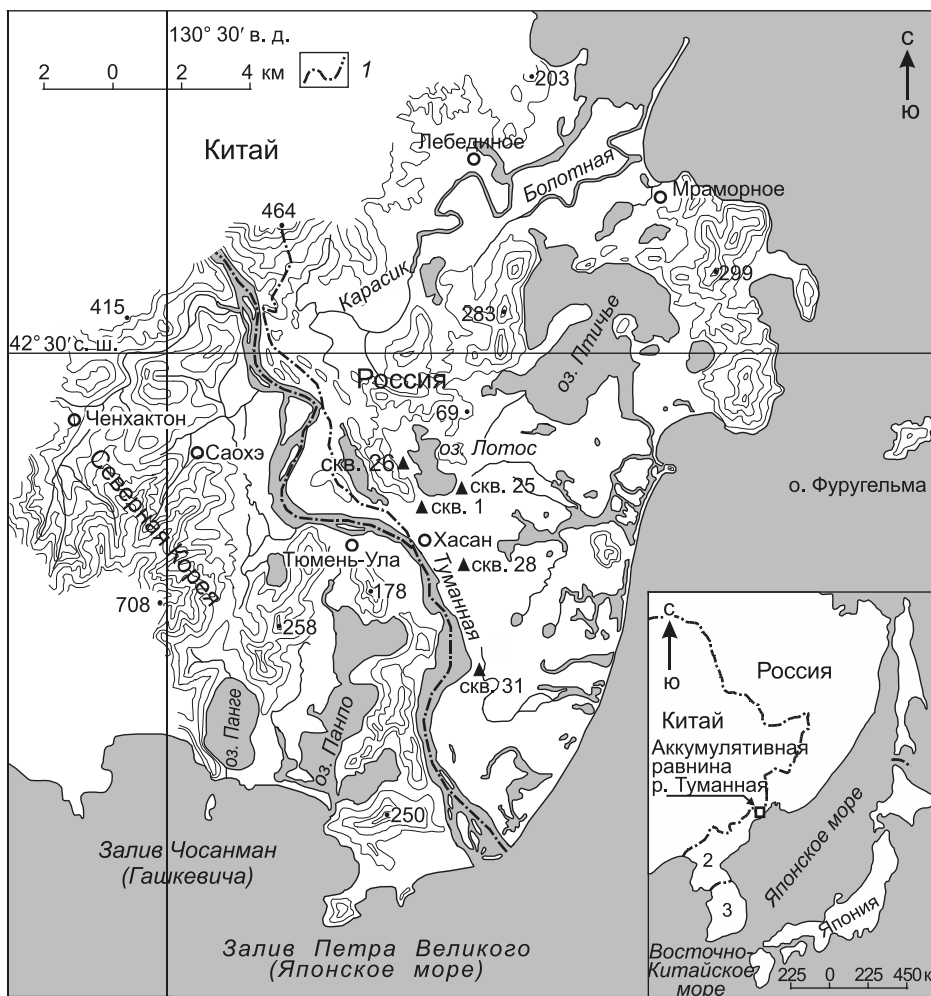 130° 30′ в. д.
2 0 2 4 км
1
С
Ю
203
Китай
Лебединое
Болотная
Мраморное
464
Карасик
299
415
283
оз. Птичье
42° 30′ с. ш.
Россия
69
Ченхактон
оз. Лотос
Саохэ
скв. 26
скв. 25
о. Фуругельма
скв. 1
Северная Корея
Хасан
Тюмень-Ула
скв. 28
Туманная
178
708
258
скв. 31
оз. Панге
оз. Панпо
250
Залив Чосанман
(Гашкевича)
Залив Петра Великого
(Японское море)
С
Ю
Россия
Китай
Аккумулятивная
равнина
р. Туманная
Японское море
2
3
Япония
Восточно-
Китайское
море
225 0 225 450 к